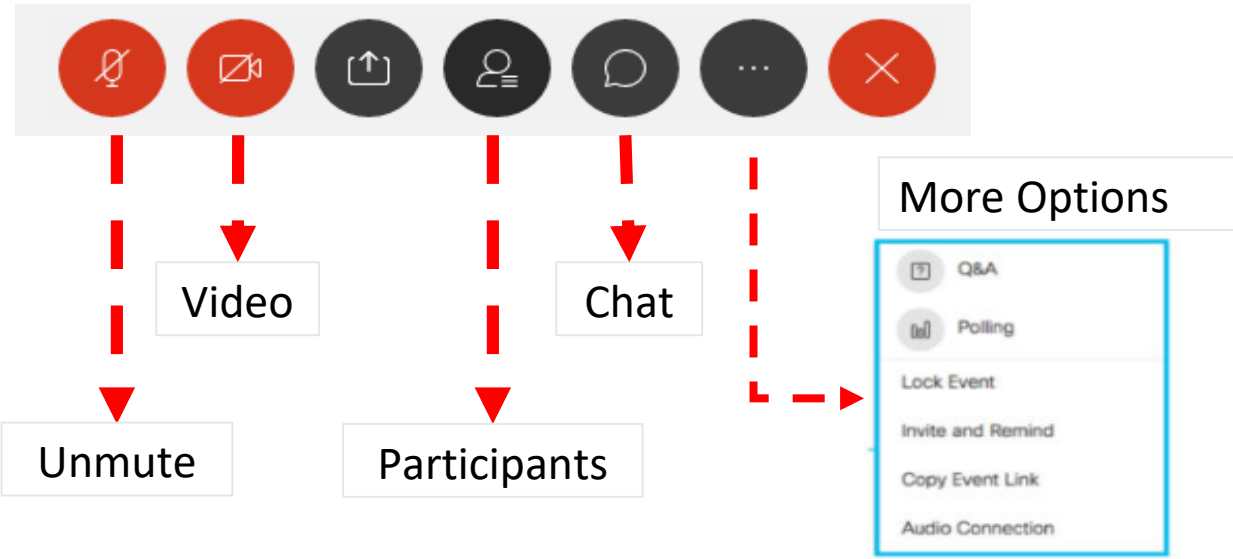 More Options
Video
Chat
Unmute
Participants
Q&A
Polling
Lock Event
Invite and Remind
Copy Event Link
Audio Connection